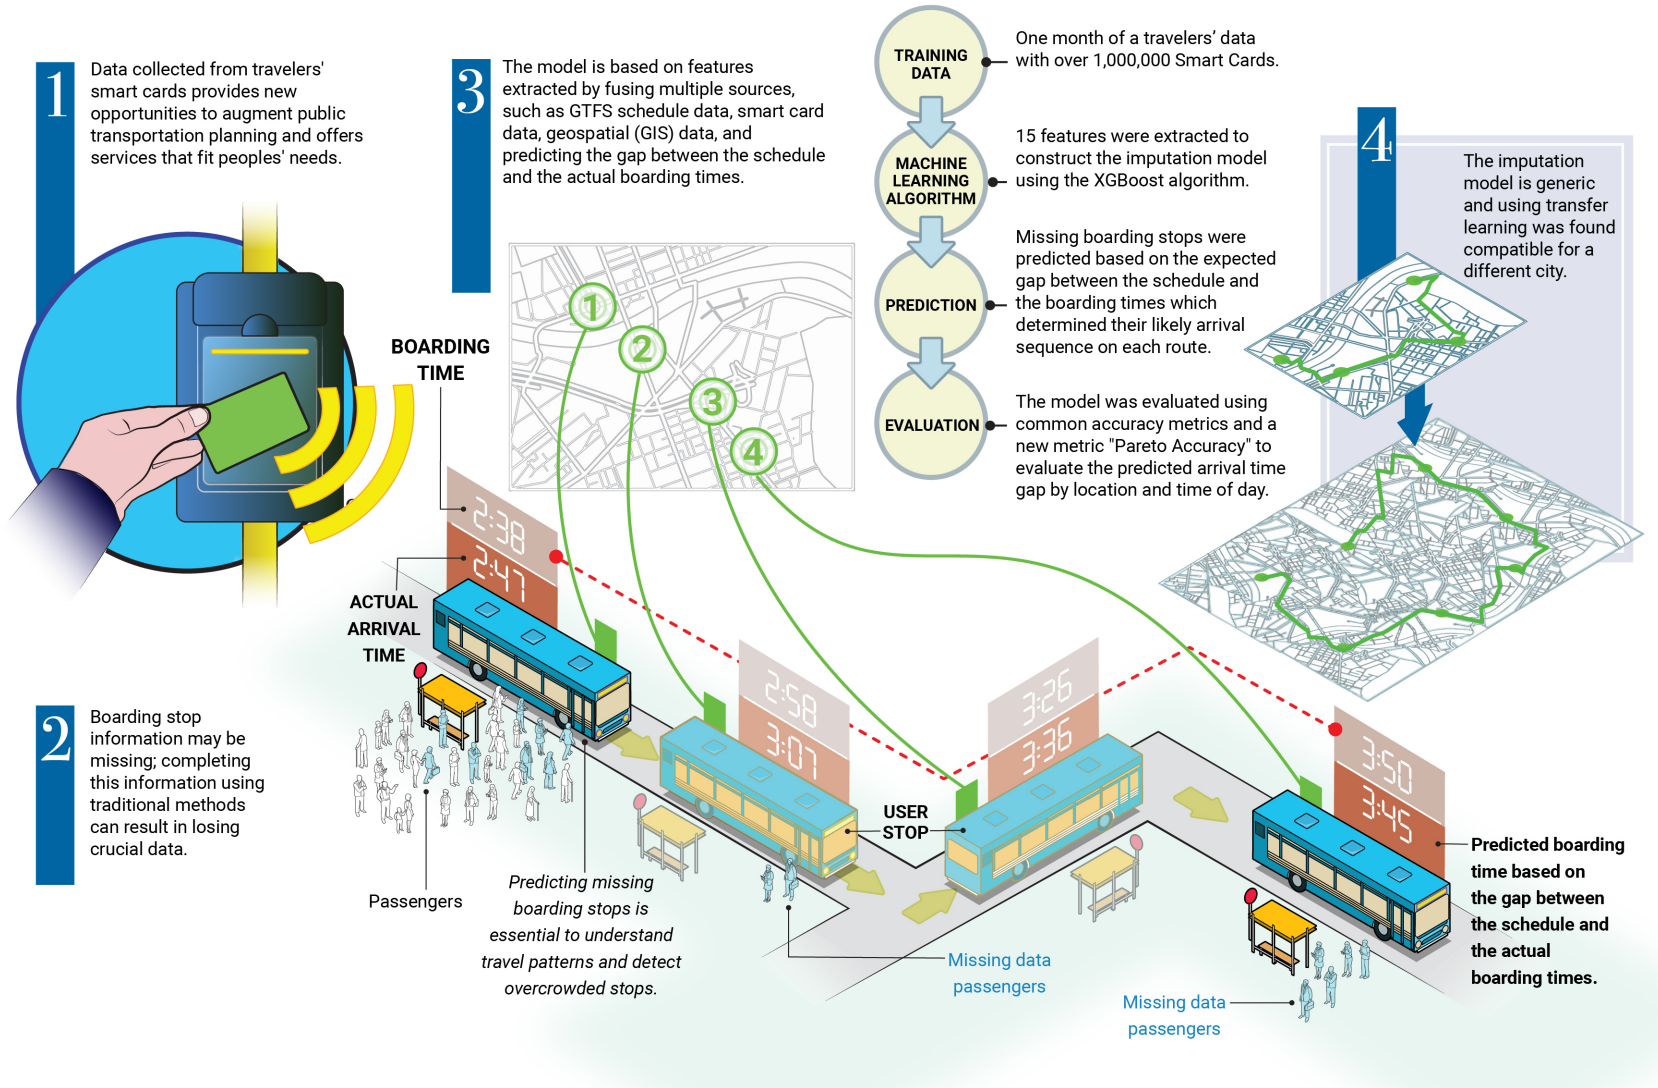 1
Data collected from travelers'
smart cards provides new
opportunities to augment public
transportation planning and offers
services that fit peoples' needs.
3
The model is based on features
extracted by fusing multiple sources,
such as GTFS schedule data, smart card
data, geospatial (GIS) data, and
predicting the gap between the schedule
and the actual boarding times.
TRAINING
DATA
One month of a travelers’ data
with over 1,000,000 Smart Cards.
MACHINE
LEARNING
ALGORITHM
15 features were extracted to
construct the imputation model
using the XGBoost algorithm.
PREDICTION
Missing boarding stops were
predicted based on the expected
gap between the schedule and
the boarding times which
determined their likely arrival
sequence on each route.
EVALUATION
The model was evaluated using
common accuracy metrics and a
new metric "Pareto Accuracy" to
evaluate the predicted arrival time
gap by location and time of day.
4
The imputation
model is generic
and using transfer
learning was found
compatible for a
different city.
1
2
3
4
BOARDING
TIME
2:38
2:47
ACTUAL
ARRIVAL
TIME
2:58
3:07
3:26
3:36
3:50
3:45
USER
STOP
2
Boarding stop
information may be
missing; completing
this information using
traditional methods
can result in losing
crucial data.
Passengers
Predicting missing
boarding stops is
essential to understand
travel patterns and detect
overcrowded stops.
Missing data
passengers
Missing data
passengers
Predicted boarding
time based on
the gap between
the schedule and
the actual
boarding times.